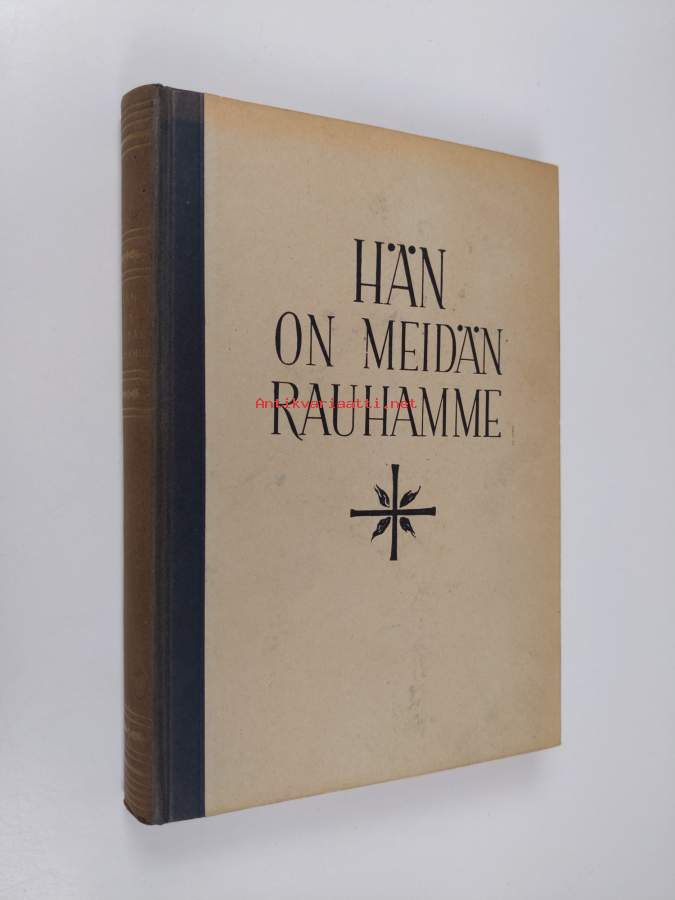 HÄN
ON MEIDÄN
RAUHAMME
Antikvariaatti.net